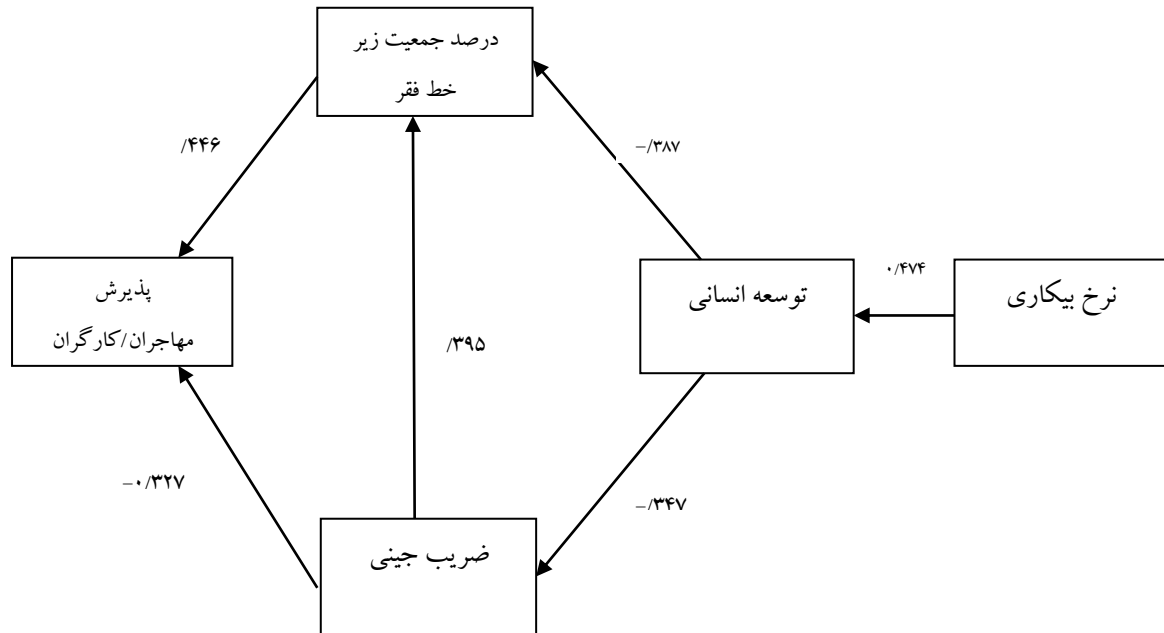 درصد جمعیت زیر
خط فقر
/۴۴۶
–/۳۸۷
نرخ بیکاری
۰/۴۷۴
توسعه انسانی
پذیرش
مهاجران/کارگران
/۳۹۵
–۰/۳۲۷
–/۳۴۷
ضریب جینی